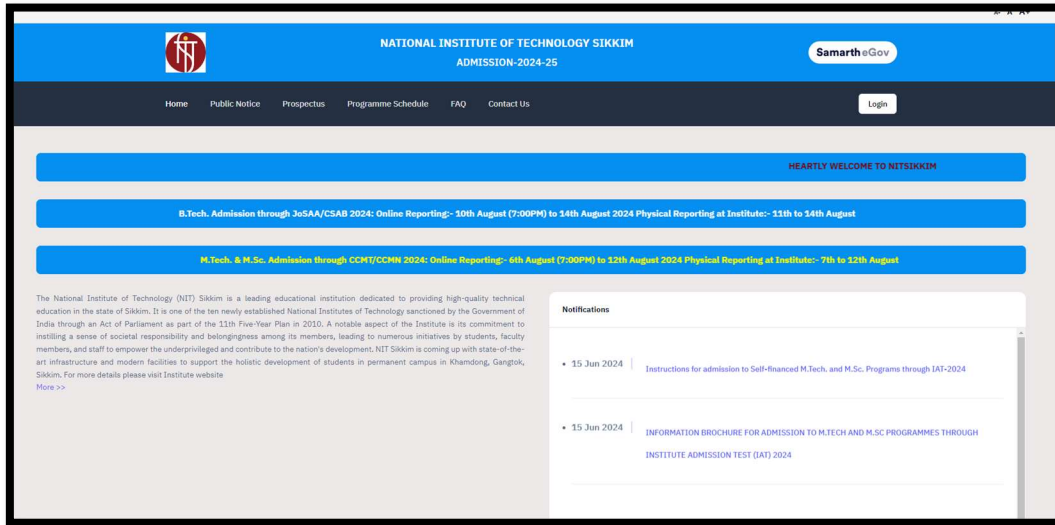 A- A A+
NATIONAL INSTITUTE OF TECHNOLOGY SIKKIM
ADMISSION-2024-25
Samarth eGov
Home Public Notice Prospectus Programme Schedule FAQ Contact Us Login
HEARTLY WELCOME TO NITSIKKIM
B.Tech. Admission through JoSAA/CSAB 2024: Online Reporting:- 10th August (7:00PM) to 14th August 2024 Physical Reporting at Institute:- 11th to 14th August
M.Tech. & M.Sc. Admission through CCMT/CCMN 2024: Online Reporting:- 6th August (7:00PM) to 12th August 2024 Physical Reporting at Institute:- 7th to 12th August
The National Institute of Technology (NIT) Sikkim is a leading educational institution dedicated to providing high-quality technical
education in the state of Sikkim. It is one of the ten newly established National Institutes of Technology sanctioned by the Government of
India through an Act of Parliament as part of the 11th Five-Year Plan in 2010. A notable aspect of the Institute is its commitment to
instilling a sense of societal responsibility and belongingness among its members, leading to numerous initiatives by students, faculty
members, and staff to empower the underprivileged and contribute to the nation's development. NIT Sikkim is coming up with state-of-the-
art infrastructure and modern facilities to support the holistic development of students in permanent campus in Khamdong, Gangtok,
Sikkim. For more details please visit Institute website
More >>
Notifications
15 Jun 2024 Instructions for admission to Self-financed M.Tech. and M.Sc. Programs through IAT-2024
15 Jun 2024 INFORMATION BROCHURE FOR ADMISSION TO M.TECH AND M.SC PROGRAMMES THROUGH
INSTITUTE ADMISSION TEST (IAT) 2024